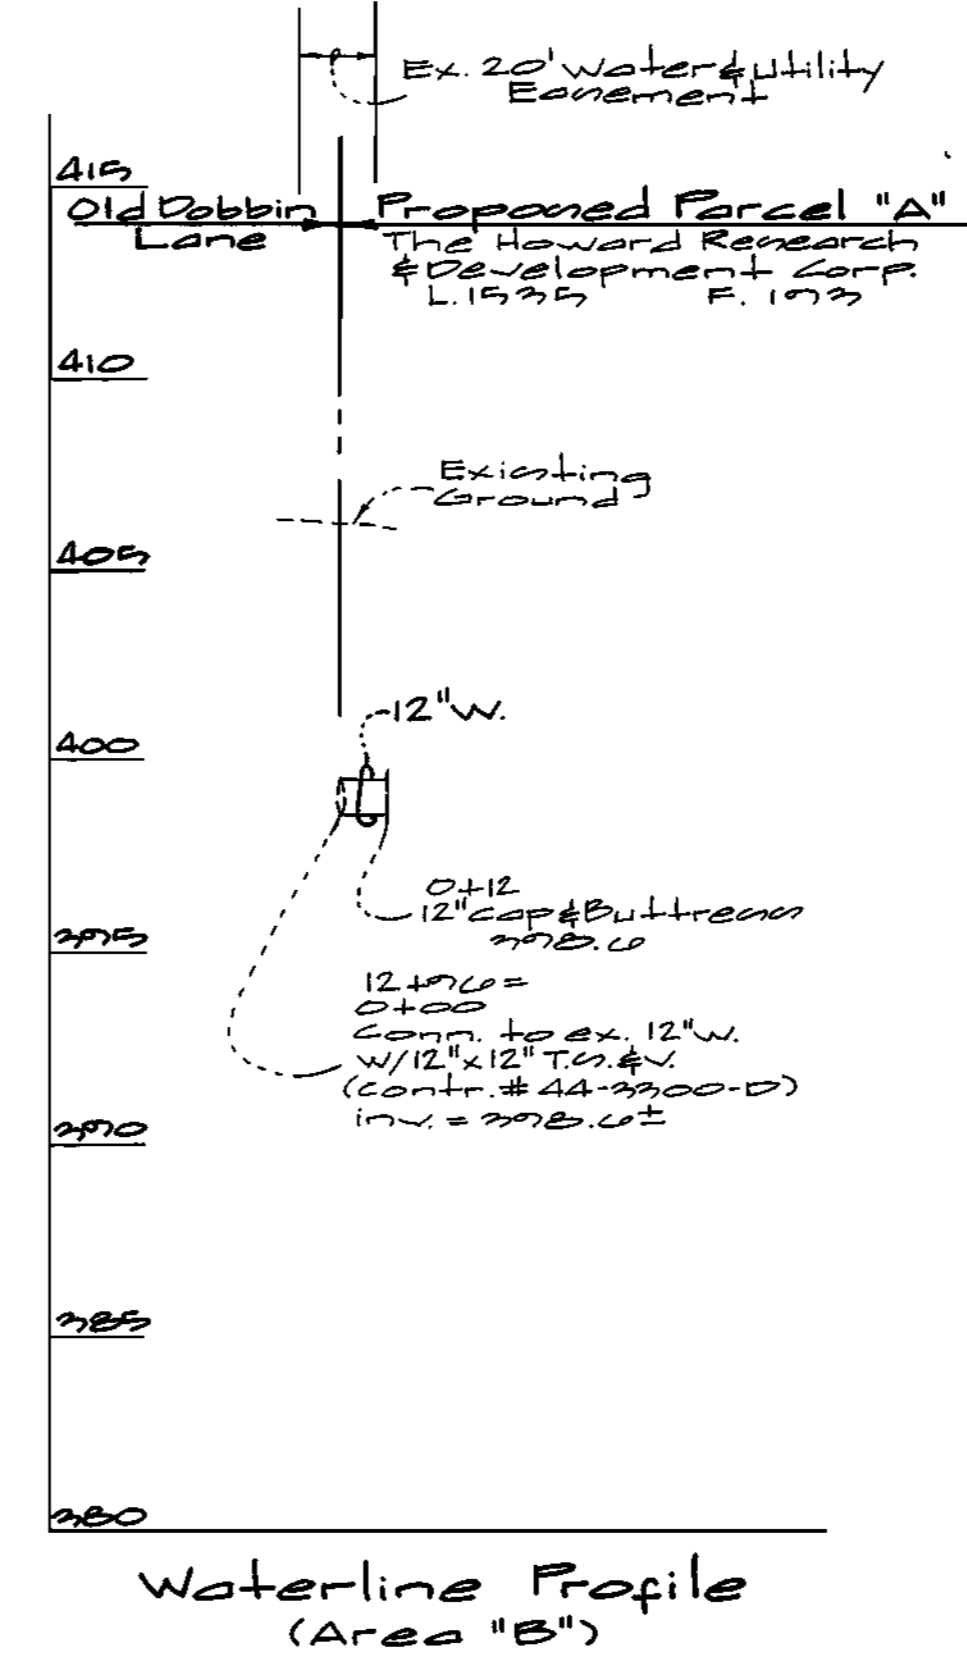 Ex. 20' Water & Utility
Easement
415
Old Dobbin
Lane
Proposed Parcel "A"
The Howard Research
& Development Corp.
L. 1535 F. 193
410
Existing
Ground
405
12"W.
400
0+12
12" Cap & Buttress
398.6
395
12+96=
0+00
Conn. to ex. 12"W.
W/12"x12" T.S.&V.
(contr. # 44-3300-D)
inv. = 398.6±
390
385
380
Waterline Profile
(Area "B")